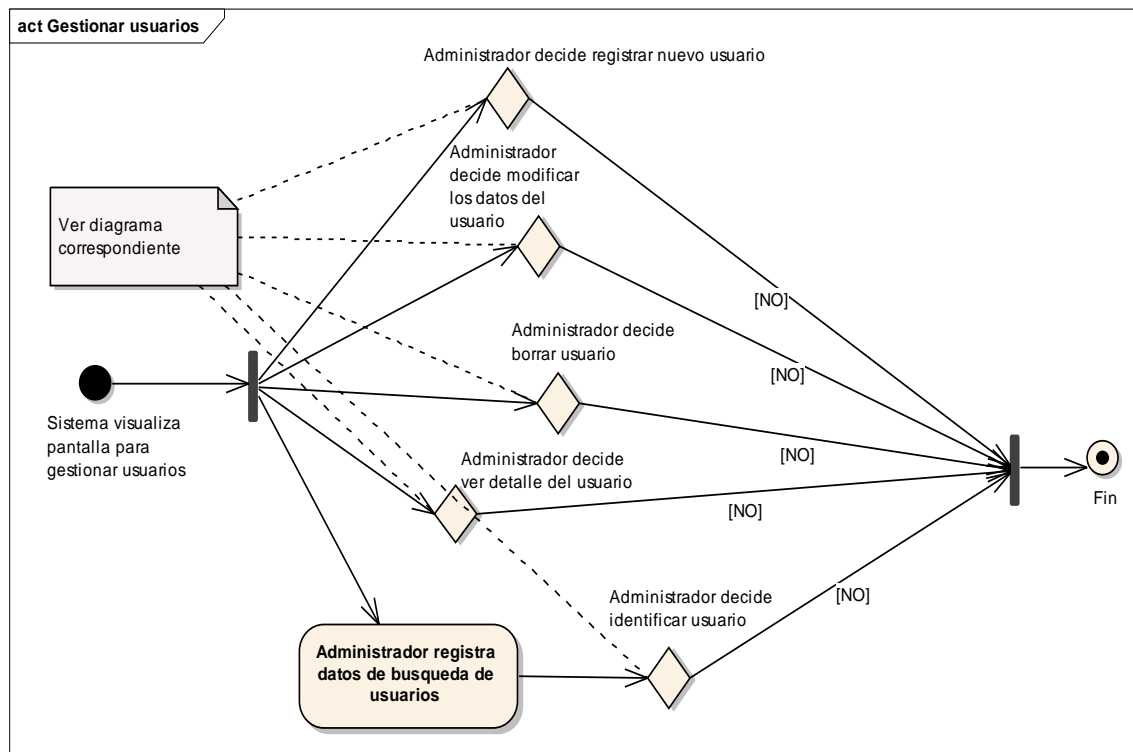 act Gestionar usuarios
Administrador decide registrar nuevo usuario
Administrador
decide modificar
los datos del
usuario
Ver diagrama
correspondiente
[NO]
Administrador decide
borrar usuario
[NO]
Sistema visualiza
pantalla para
gestionar usuarios
Administrador decide
ver detalle del usuario
[NO]
[NO]
Fin
Administrador decide
identificar usuario
[NO]
Administrador registra
datos de busqueda de
usuarios